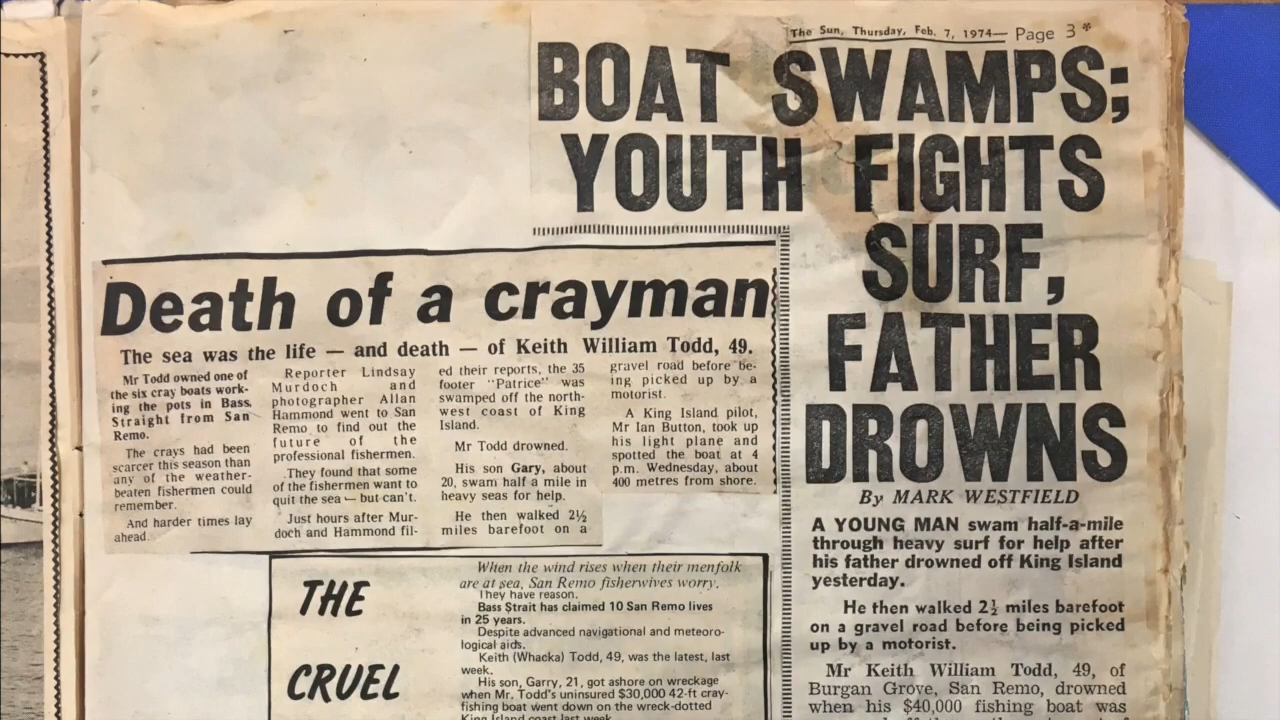 The Sun, Thursday, Feb. 7, 1974— Page 3 *
BOAT SWAMPS;
YOUTH FIGHTS
SURF,
FATHER
DROWNS
By MARK WESTFIELD
A YOUNG MAN swam half-a-mile
through heavy surf for help after
his father drowned off King Island
yesterday.
He then walked 2½ miles barefoot
on a gravel road before being picked
up by a motorist.
Mr Keith William Todd, 49, of
Burgan Grove, San Remo, drowned
when his $40,000 fishing boat was
Death of a crayman
The sea was the life — and death — of Keith William Todd, 49.
Mr Todd owned one of
the six cray boats work-
ing the pots in Bass
Straight from San
Remo.
The crays had been
scarcer this season than
any of the weather-
beaten fishermen could
remember.
And harder times lay
ahead.
Reporter Lindsay
Murdoch and
photographer Allan
Hammond went to San
Remo to find out the
future of the
professional fishermen.
They found that some
of the fishermen want to
quit the sea — but can't.
Just hours after Mur-
doch and Hammond fil-
ed their reports, the 35
footer "Patrice" was
swamped off the north-
west coast of King
Island.
Mr Todd drowned.
His son Gary, about
20, swam half a mile in
heavy seas for help.
He then walked 2½
miles barefoot on a
gravel road before be-
ing picked up by a
motorist.
A King Island pilot,
Mr Ian Button, took up
his light plane and
spotted the boat at 4
p.m. Wednesday, about
400 metres from shore.
THE
CRUEL
When the wind rises when their menfolk
are at sea, San Remo fisherwives worry.
They have reason.
Bass Strait has claimed 10 San Remo lives
in 25 years.
Despite advanced navigational and meteoro-
logical aids.
Keith (Whacka) Todd, 49, was the latest, last
week.
His son, Garry, 21, got ashore on wreckage
when Mr. Todd's uninsured $30,000 42-ft cray-
fishing boat went down on the wreck-dotted
King Island coast last week.